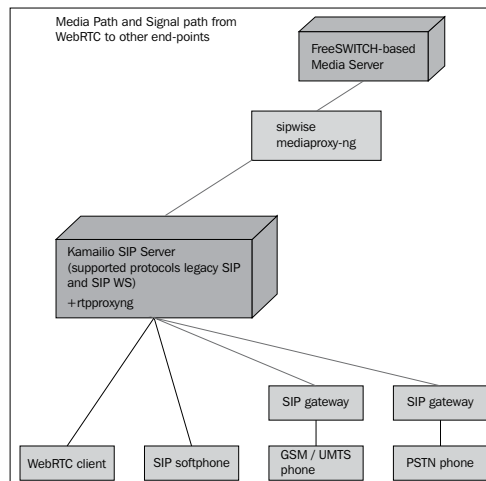 Media Path and Signal path from
WebRTC to other end-points
FreeSWITCH-based
Media Server
sipwise
mediaproxy-ng
Kamailio SIP Server
(supported protocols legacy SIP
and SIP WS)
+rtpproxyng
SIP gateway
SIP gateway
WebRTC client
SIP softphone
GSM / UMTS
phone
PSTN phone